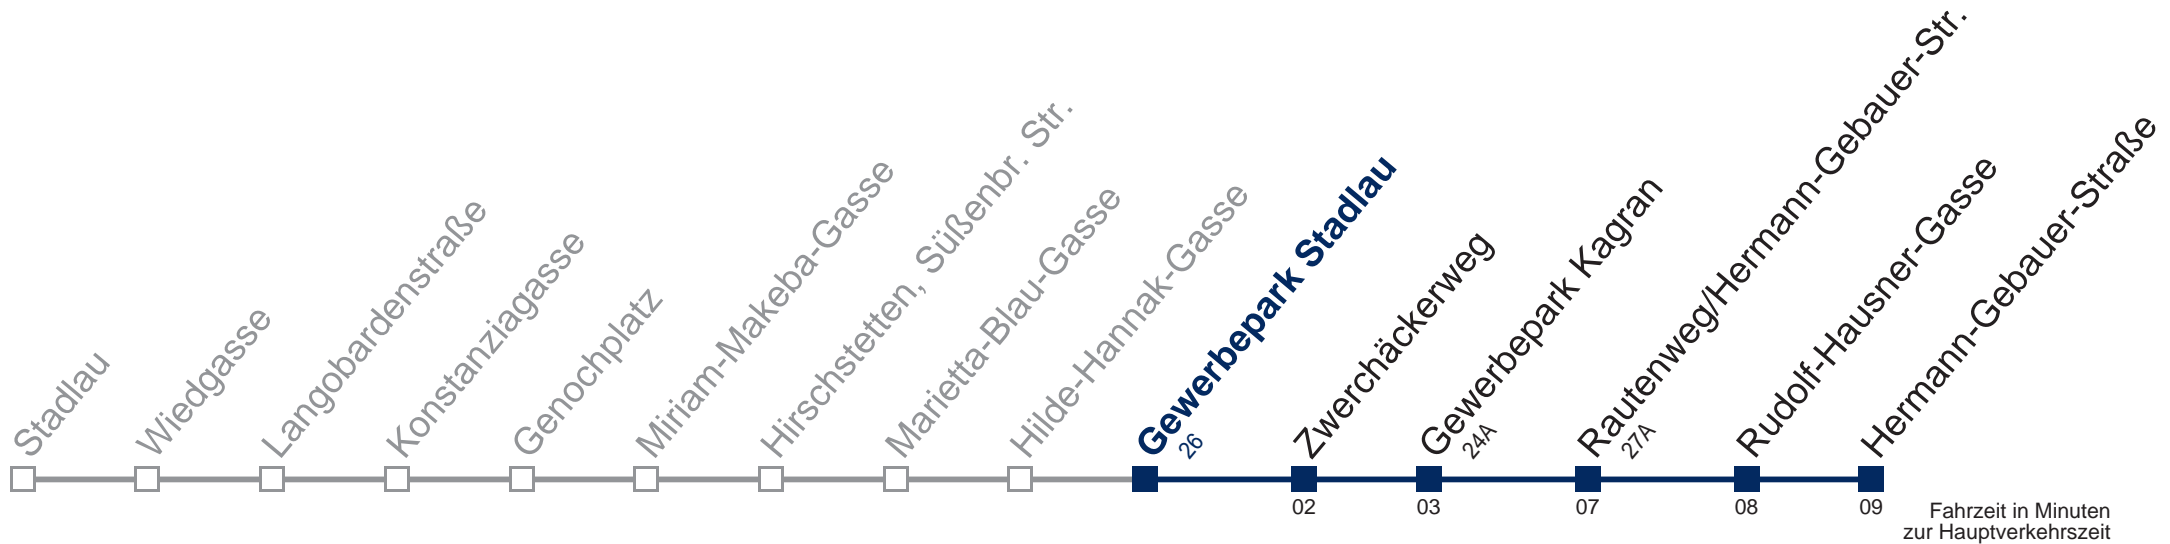 Stadlau
Wiedgasse
Langobardenstraße
Konstanziagasse
Genochplatz
Miriam-Makeba-Gasse
Hirschstetten, Süßenbr. Str.
Marietta-Blau-Gasse
Hilde-Hannak-Gasse
Gewerbepark Stadlau
26
Zwerchäckerweg
Gewerbepark Kagran
24A
Rautenweg/Hermann-Gebauer-Str.
27A
Rudolf-Hausner-Gasse
Hermann-Gebauer-Straße
02
03
07
08
09
Fahrzeit in Minuten
zur Hauptverkehrszeit